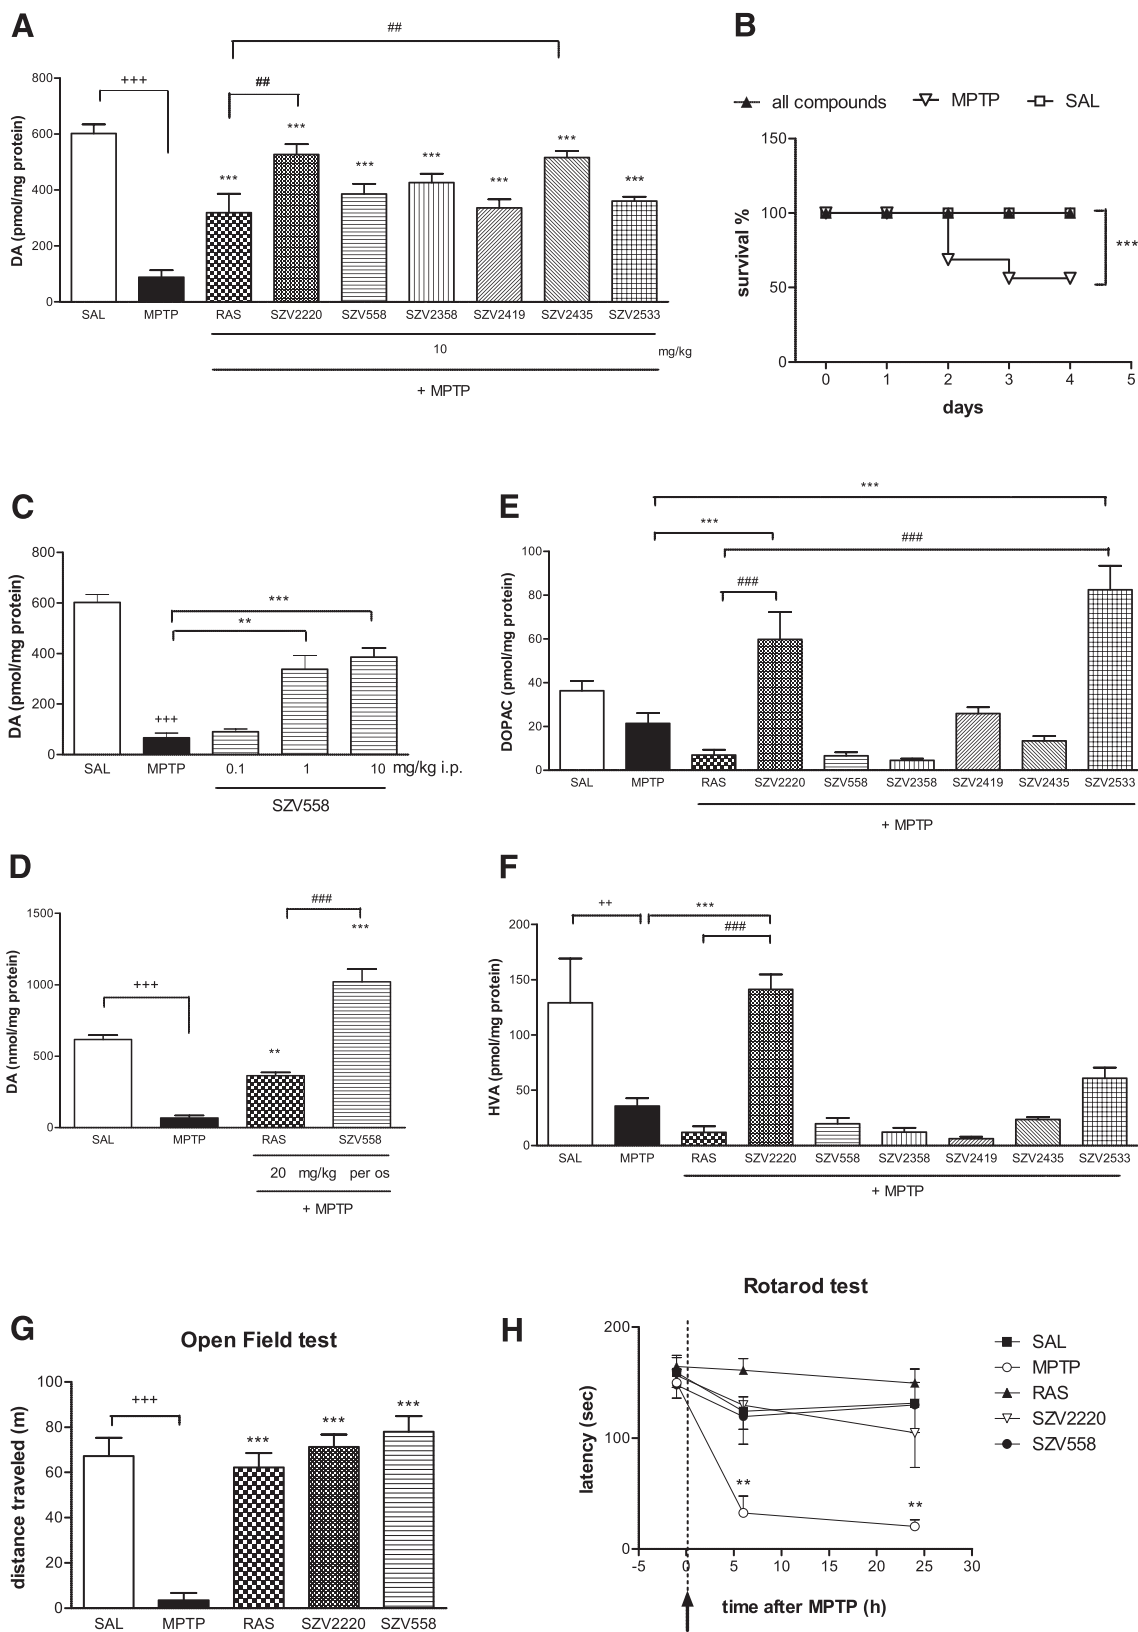 A
##
##
+++
***
***
***
***
***
***
***
DA (pmol/mg protein)
800
600
400
200
0
SAL MPTP RAS SZV2220 SZV558 SZV2358 SZV2419 SZV2435 SZV2533
10 mg/kg
+ MPTP
B
all compounds MPTP SAL
survival %
150
100
50
0
***
0 1 2 3 4 5
days
C
DA (pmol/mg protein)
800
600
400
200
0
***
**
+++
SAL MPTP 0.1 1 10 mg/kg i.p.
SZV558
E
***
***
###
###
DOPAC (pmol/mg protein)
100
80
60
40
20
0
SAL MPTP RAS SZV2220 SZV558 SZV2358 SZV2419 SZV2435 SZV2533
+ MPTP
D
###
***
+++
**
DA (nmol/mg protein)
1500
1000
500
0
SAL MPTP RAS SZV558
20 mg/kg per os
+ MPTP
F
++
***
###
HVA (pmol/mg protein)
200
150
100
50
0
SAL MPTP RAS SZV2220 SZV558 SZV2358 SZV2419 SZV2435 SZV2533
+ MPTP
G
Open Field test
+++
***
***
***
distance traveled (m)
100
80
60
40
20
0
SAL MPTP RAS SZV2220 SZV558
H
Rotarod test
latency (sec)
200
100
0
**
**
-5 0 5 10 15 20 25 30
time after MPTP (h)
SAL
MPTP
RAS
SZV2220
SZV558